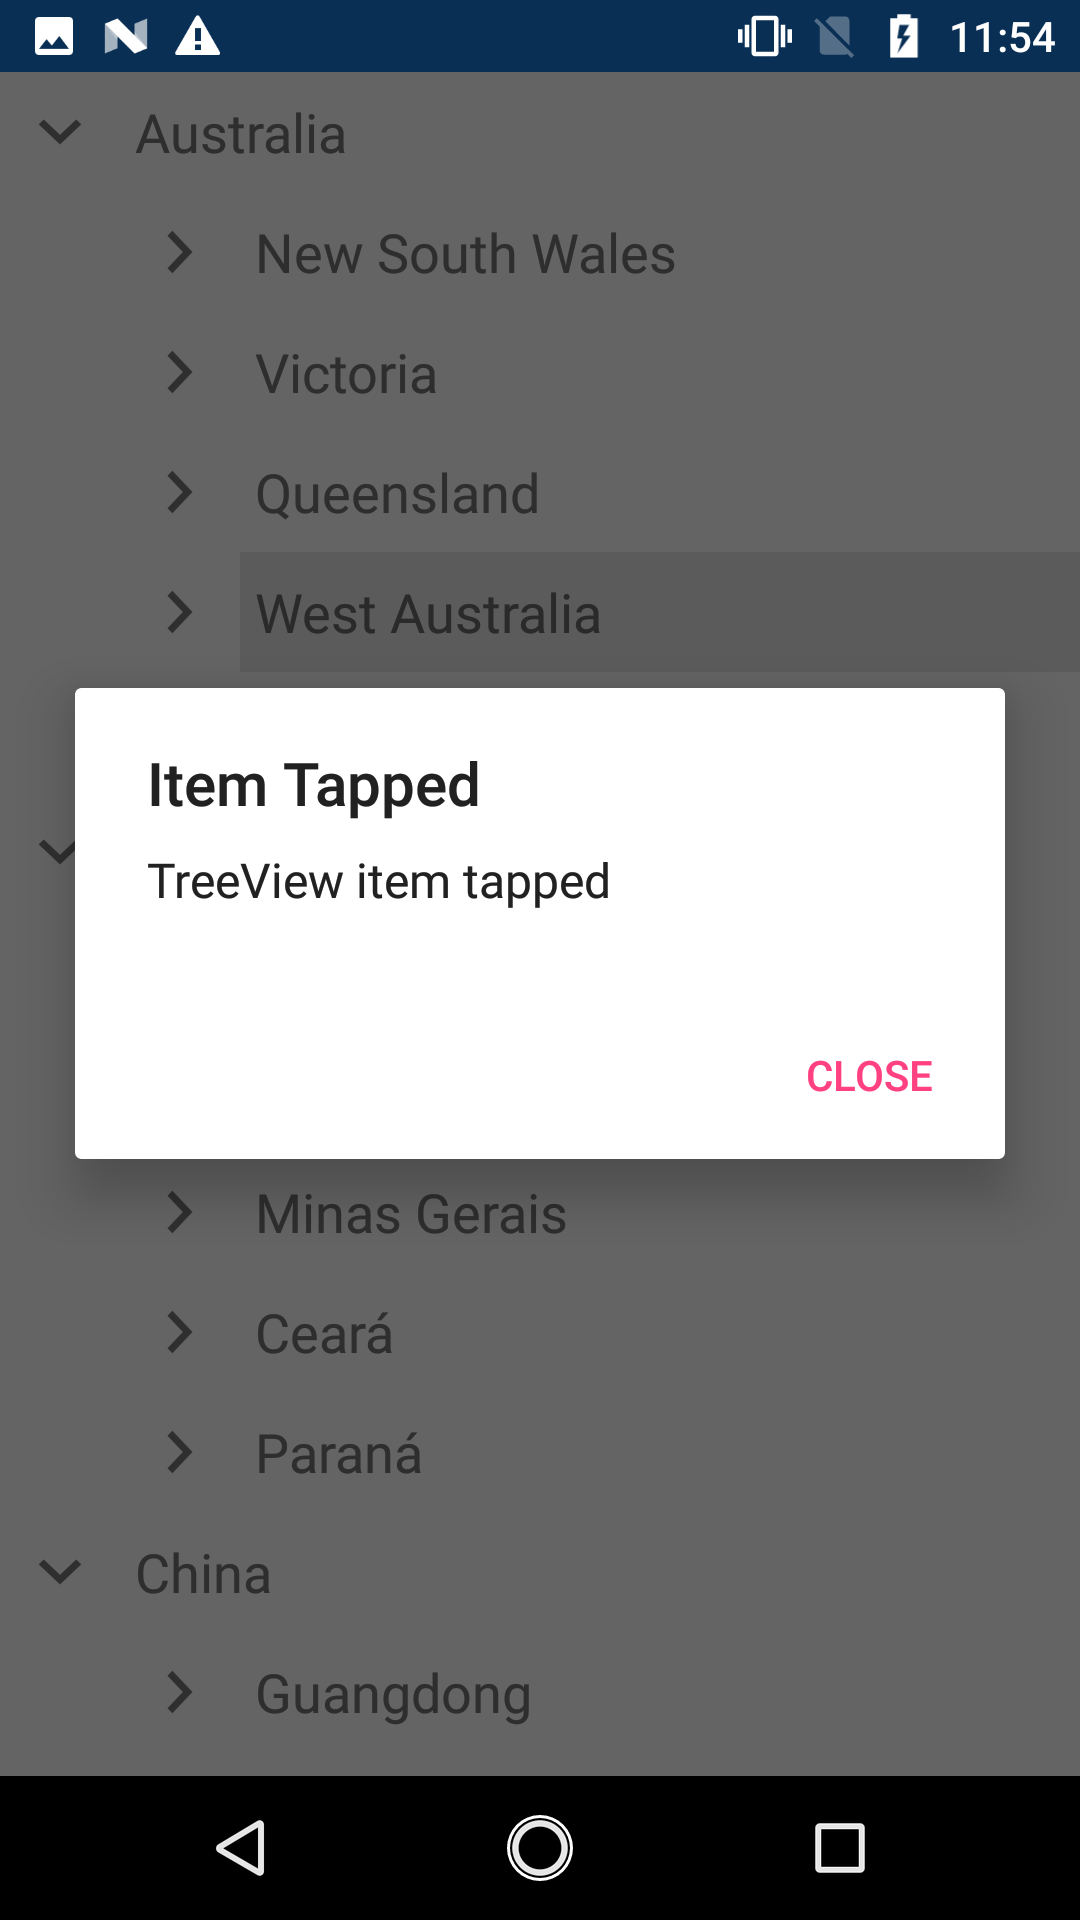 11:54
Australia
New South Wales
Victoria
Queensland
West Australia
Item Tapped
TreeView item tapped
CLOSE
Minas Gerais
Ceará
Paraná
China
Guangdong